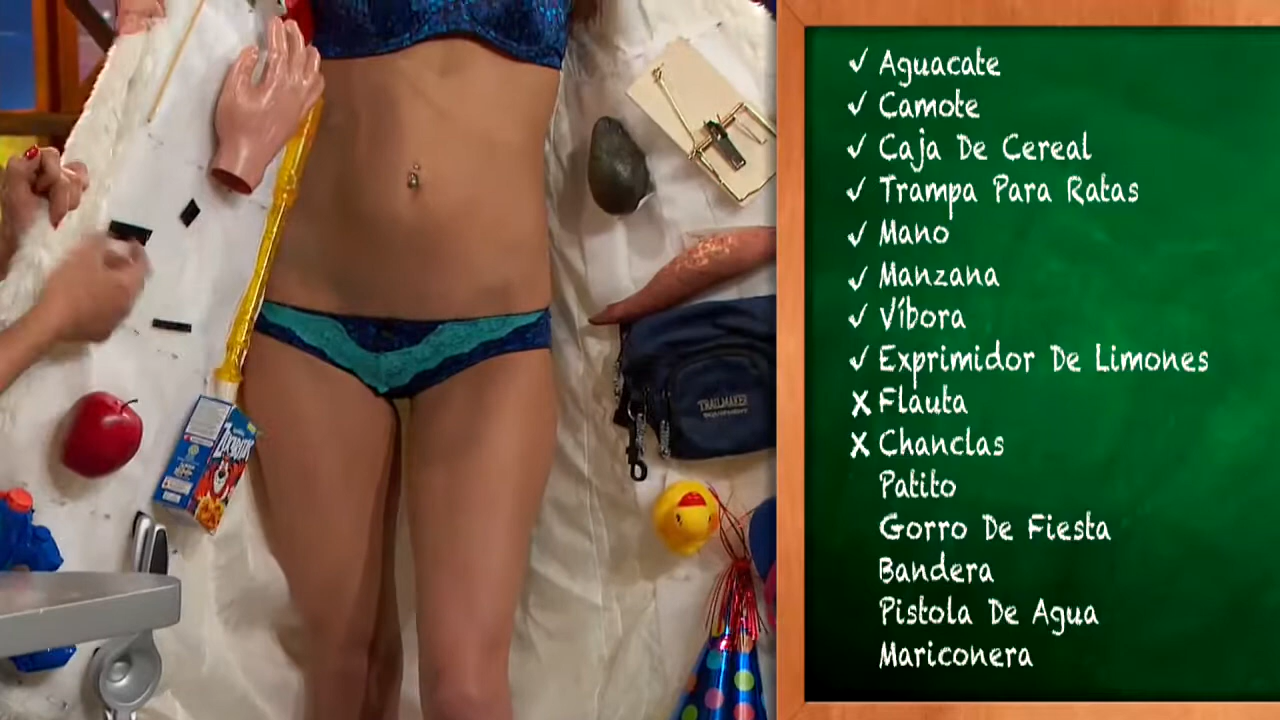 ✓ Aguacate
✓ Camote
✓ Caja De Cereal
✓ Trampa Para Ratas
✓ Mano
✓ Manzana
✓ Víbora
✓ Exprimidor De Limones
X Flauta
X Chanclas
Patito
Gorro De Fiesta
Bandera
Pistola De Agua
Mariconera
TRAILMAKER